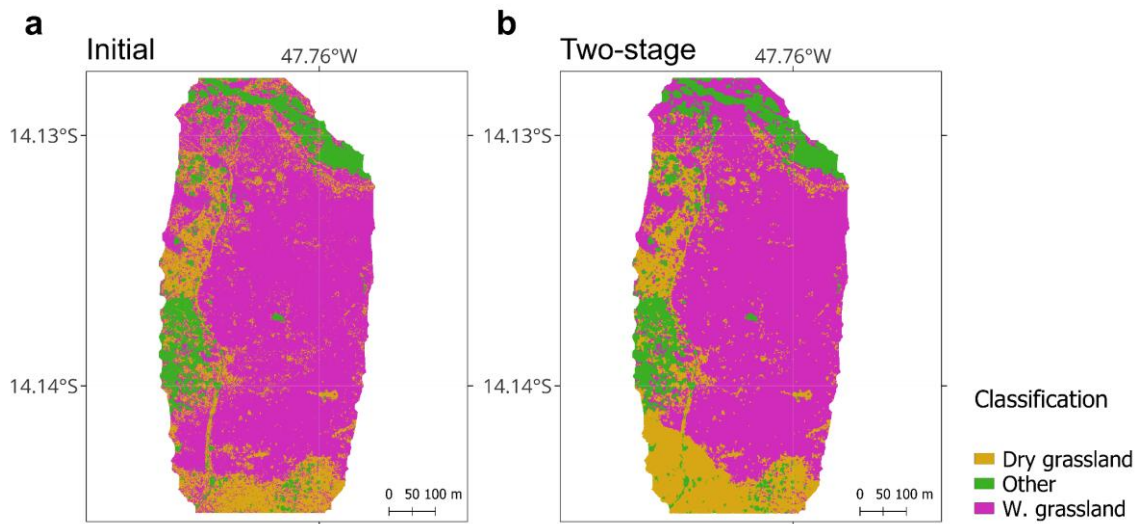 a
Initial
47.76°W
14.13°S
14.14°S
0 50 100 m
b
Two-stage
47.76°W
14.13°S
14.14°S
0 50 100 m
Classification
Dry grassland
Other
W. grassland